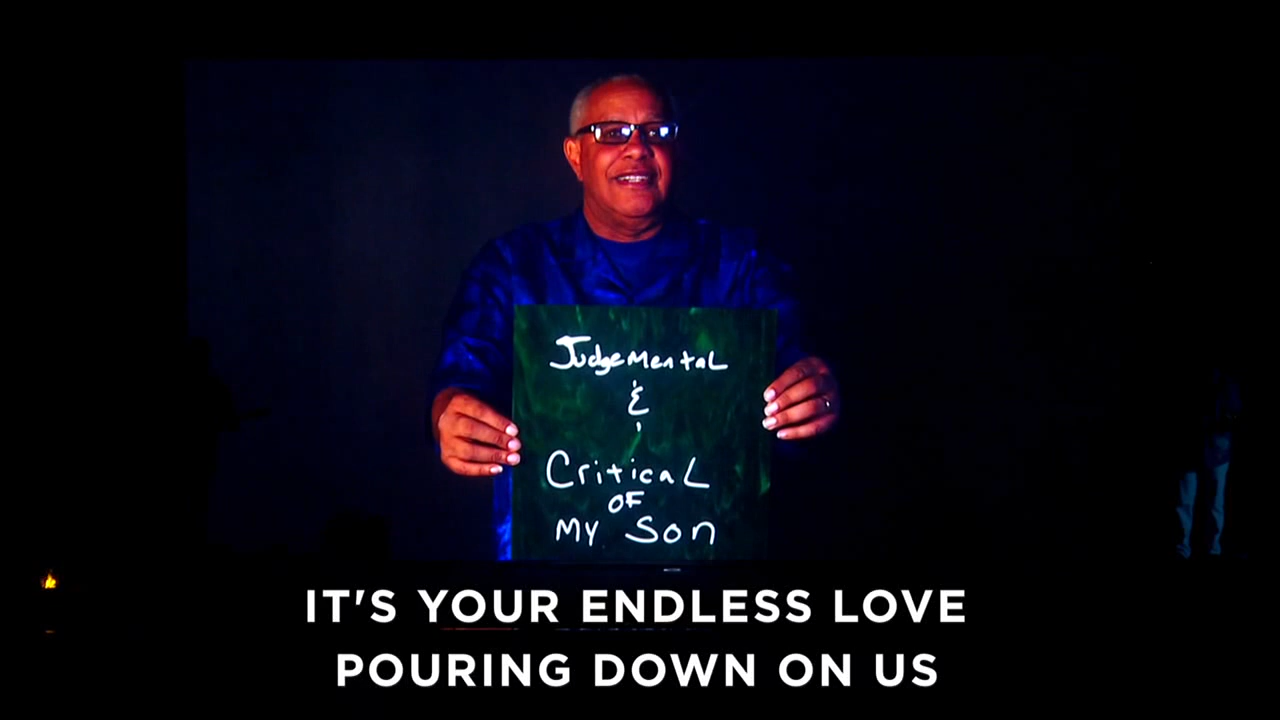 JudgeMentaL
&
CriticaL
OF
MY Son
IT'S YOUR ENDLESS LOVE
POURING DOWN ON US